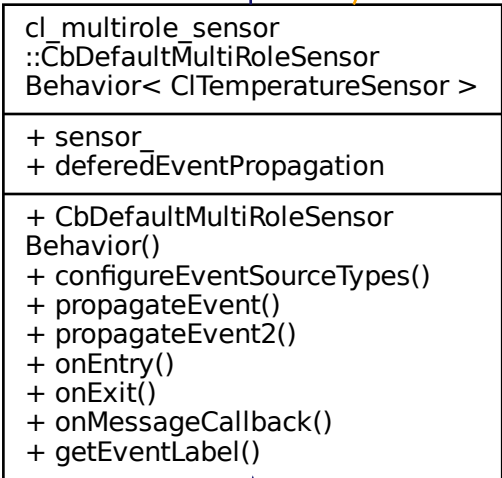 cl_multirole_sensor
::CbDefaultMultiRoleSensor
Behavior< ClTemperatureSensor >
+ sensor_
+ deferedEventPropagation
+ CbDefaultMultiRoleSensor
Behavior()
+ configureEventSourceTypes()
+ propagateEvent()
+ propagateEvent2()
+ onEntry()
+ onExit()
+ onMessageCallback()
+ getEventLabel()